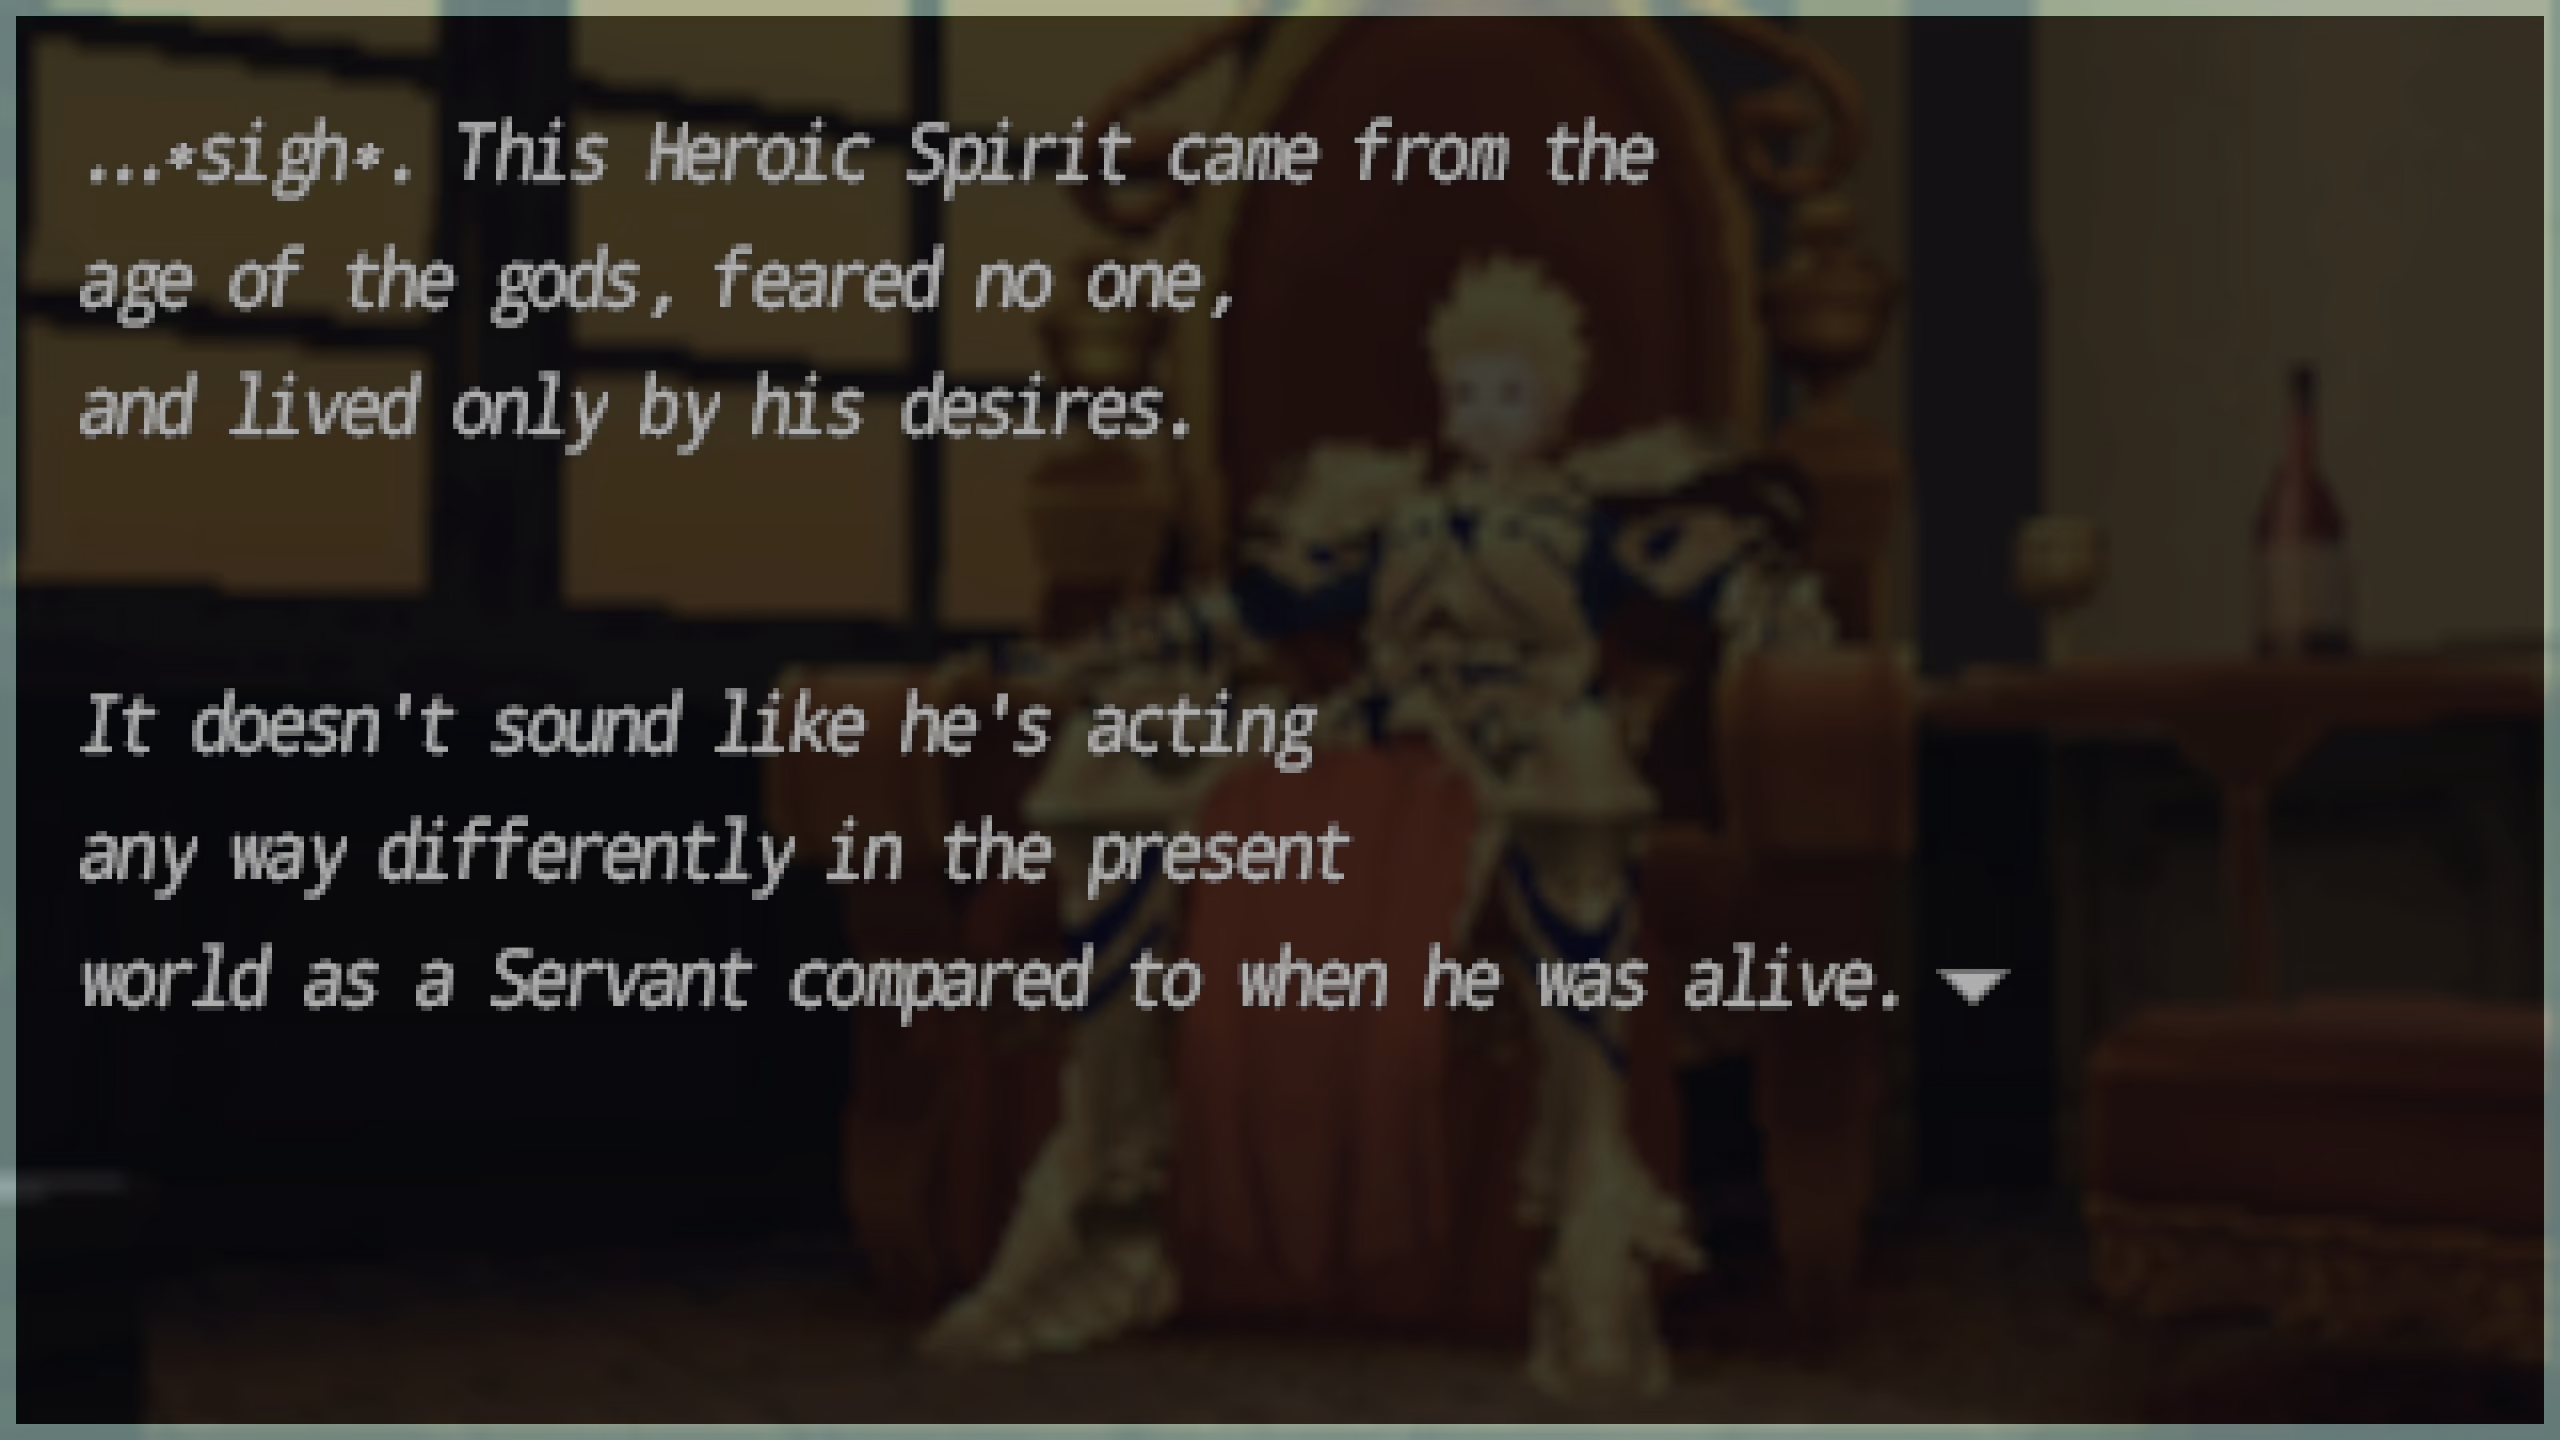 ...*sigh*. This Heroic Spirit came from the
age of the gods, feared no one,
and lived only by his desires.
It doesn't sound like he's acting
any way differently in the present
world as a Servant compared to when he was alive.